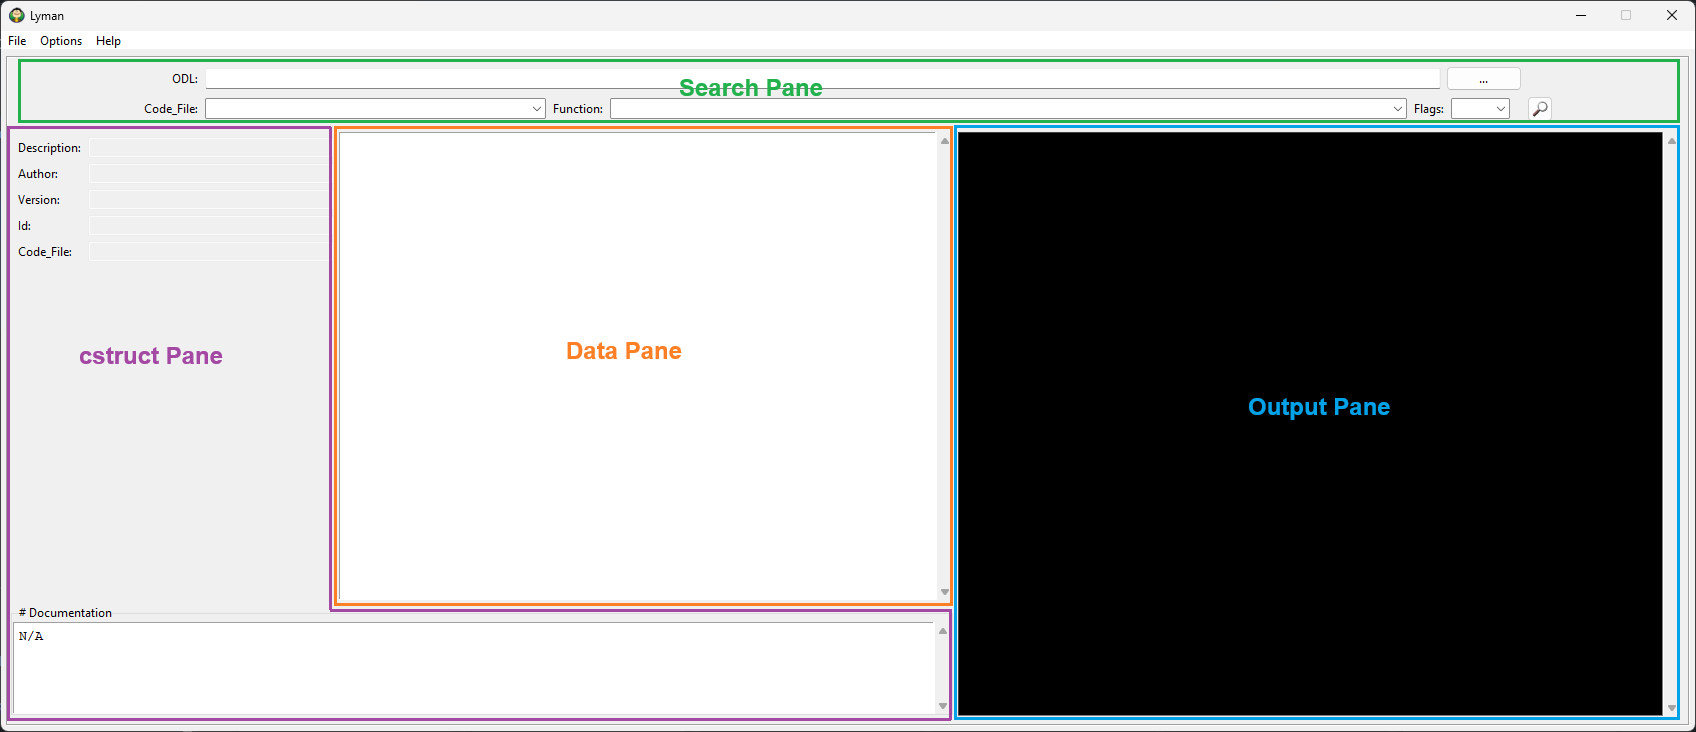 Lyman
File Options Help
ODL:
...
Search Pane
Code_File:
Function:
Flags:
Description:
Author:
Version:
Id:
Code_File:
cstruct Pane
Data Pane
Output Pane
# Documentation
N/A